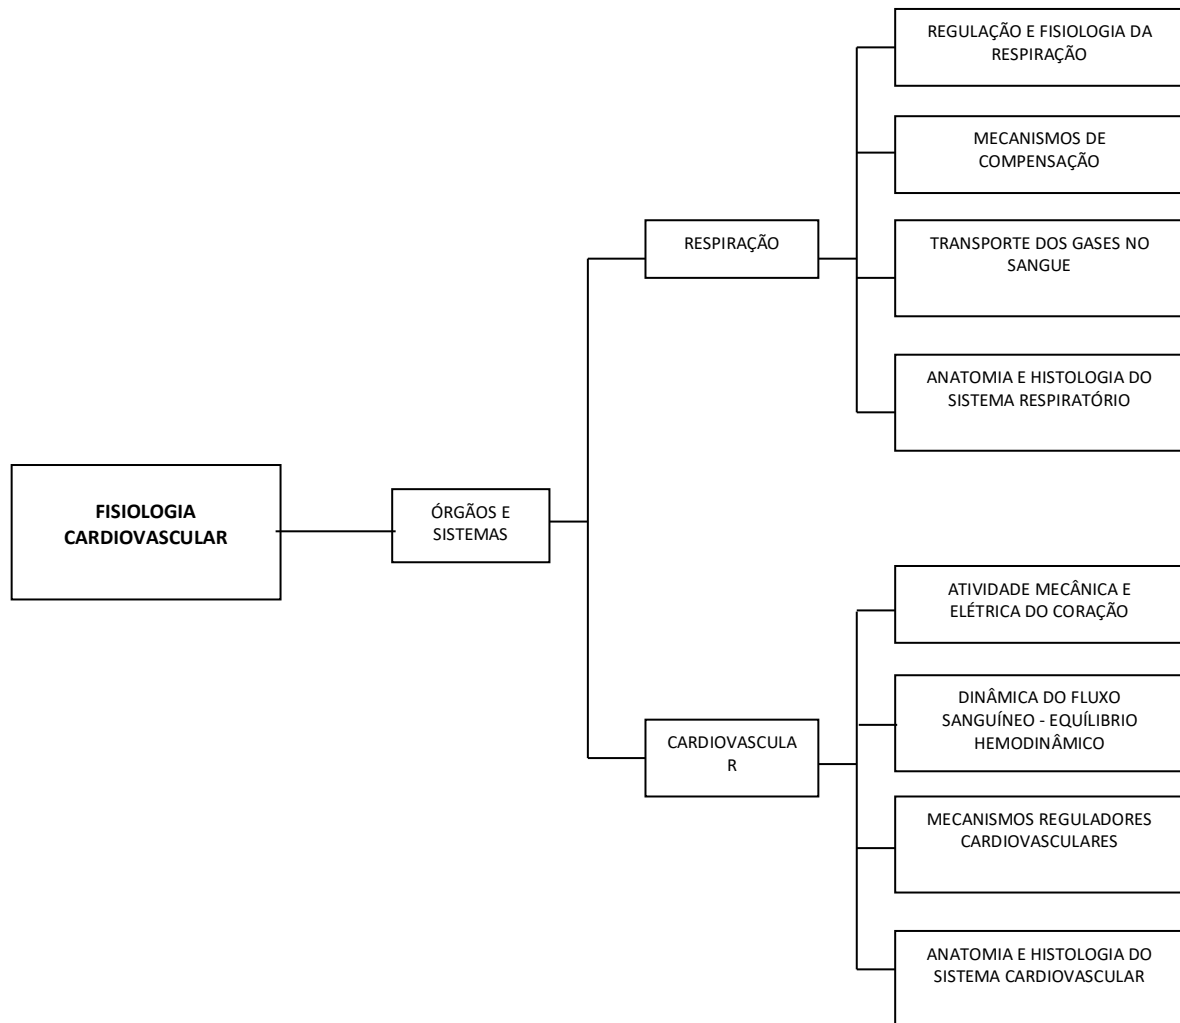 REGULAÇÃO E FISIOLOGIA DA
RESPIRAÇÃO
MECANISMOS DE
COMPENSAÇÃO
RESPIRAÇÃO
TRANSPORTE DOS GASES NO
SANGUE
ANATOMIA E HISTOLOGIA DO
SISTEMA RESPIRATÓRIO
FISIOLOGIA
CARDIOVASCULAR
ÓRGÃOS E
SISTEMAS
ATIVIDADE MECÂNICA E
ELÉTRICA DO CORAÇÃO
DINÂMICA DO FLUXO
SANGUÍNEO - EQUÍLIBRIO
HEMODINÂMICO
CARDIOVASCULA
R
MECANISMOS REGULADORES
CARDIOVASCULARES
ANATOMIA E HISTOLOGIA DO
SISTEMA CARDIOVASCULAR